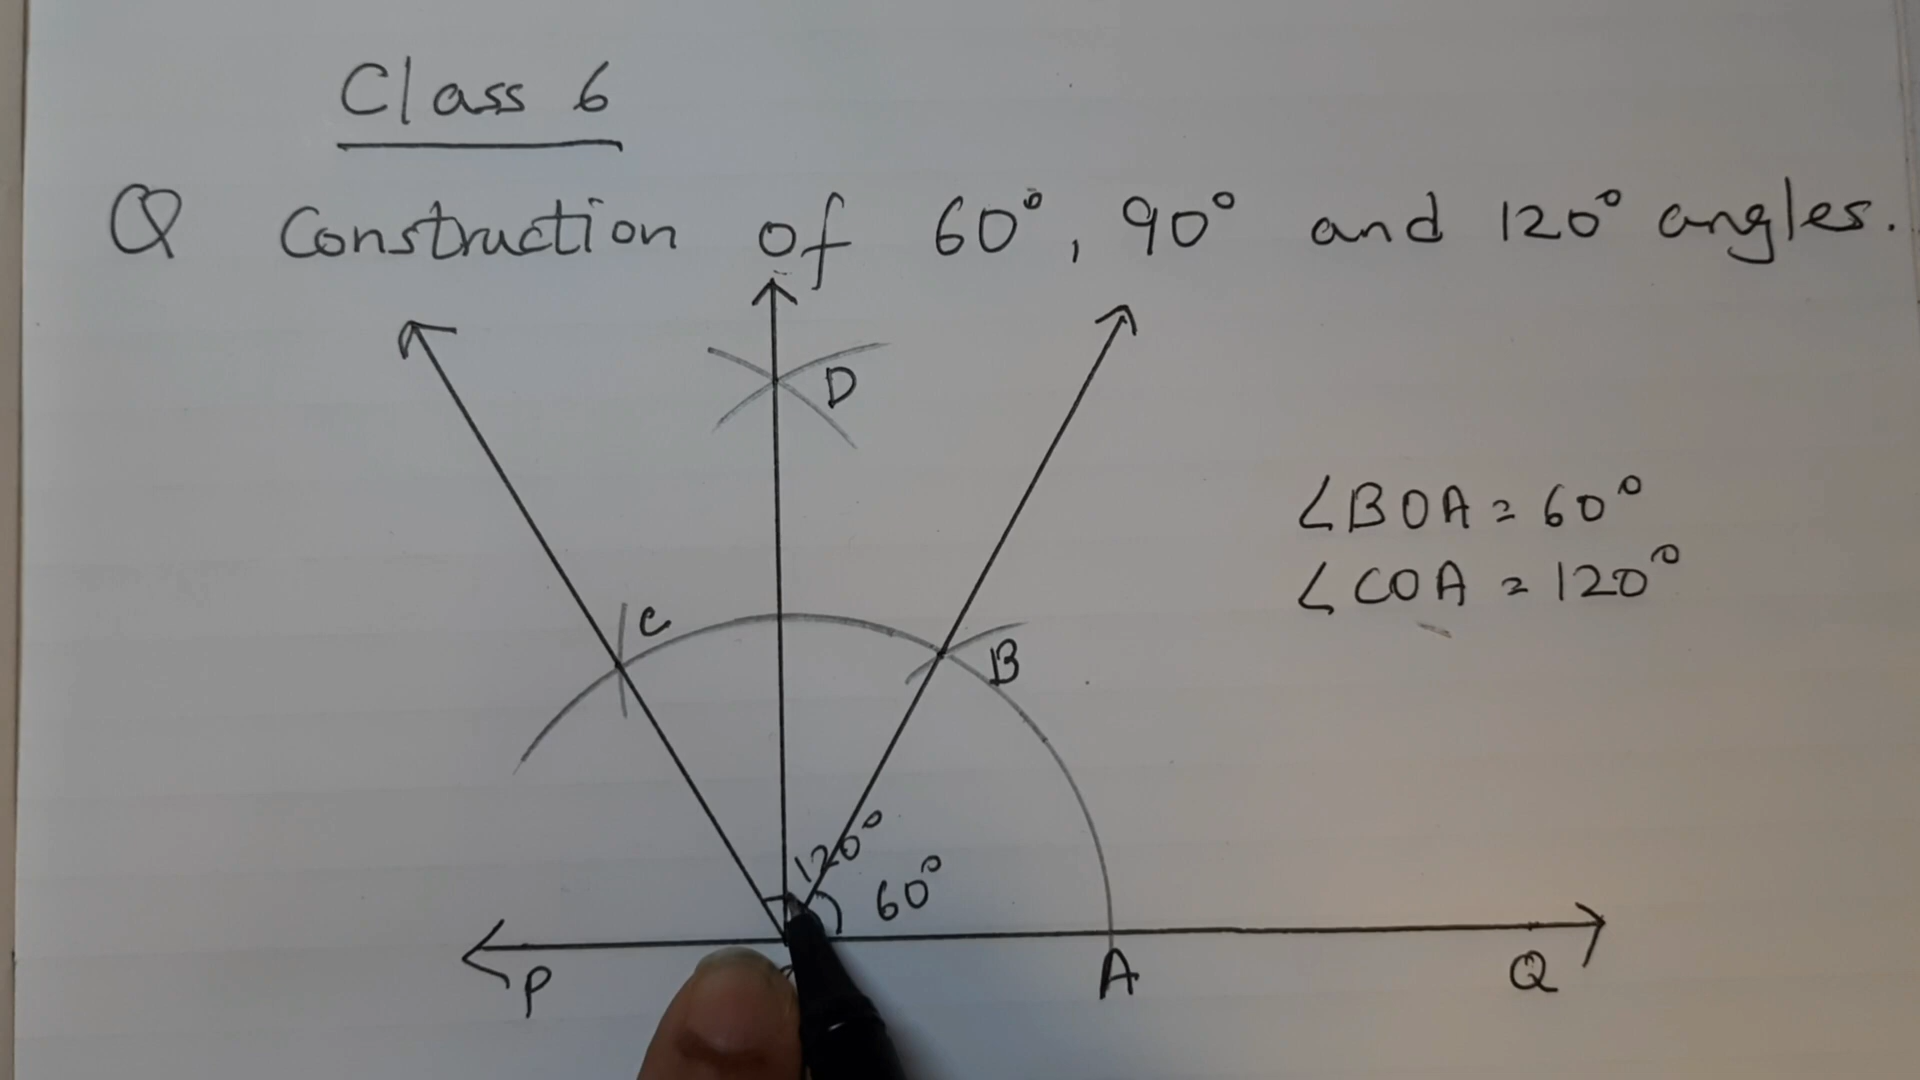 Class 6
Q Construction of 60°, 90° and 120° angles.
D
∠BOA = 60°
∠COA = 120°
C
B
120°
60°
P
A
Q